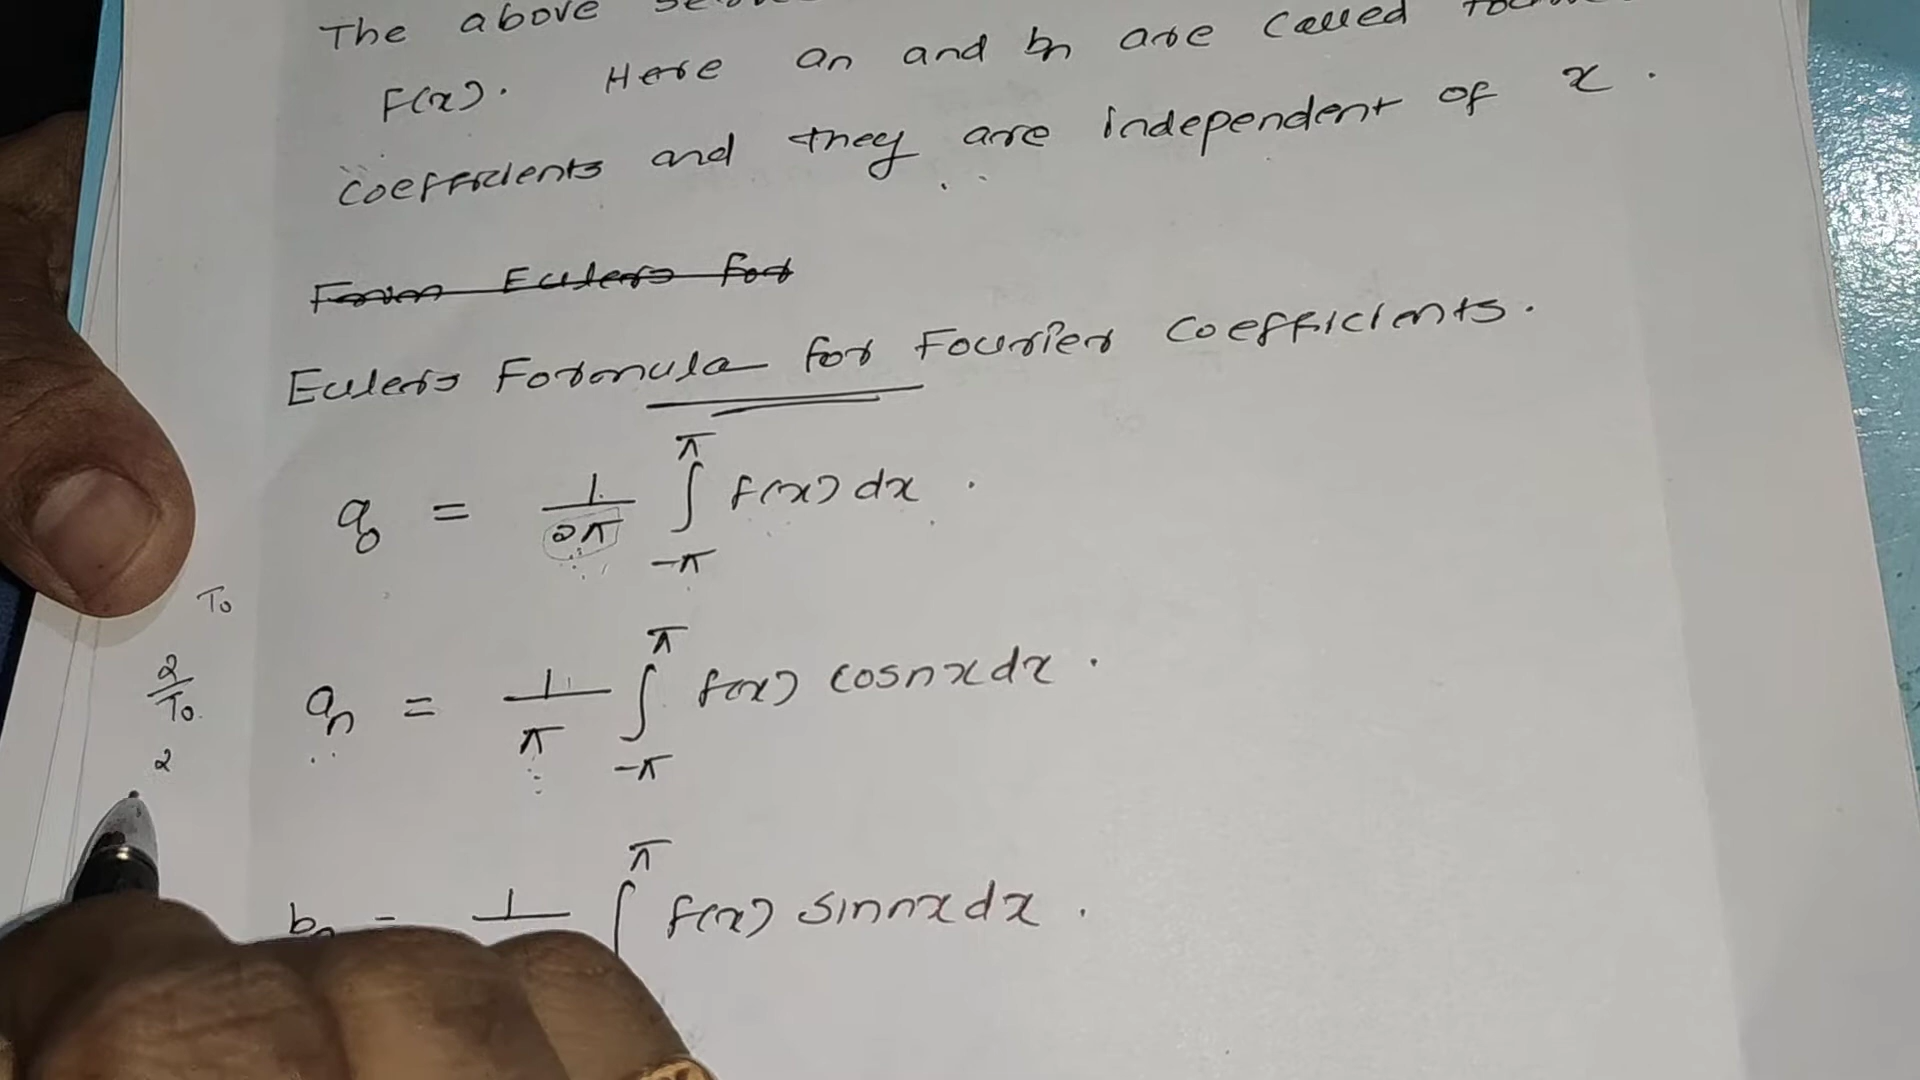 The above
F(x). Here an and bn are called
coefficients and they are independent of x.
Form Eulers for
Eulers Formula for Fourier coefficients.
a0 = 1/2π ∫_{-π}^{π} f(x) dx.
T0
2/T0
an = 1/π ∫_{-π}^{π} f(x) cosnx dx.
2
bn = 1 ∫^{π} f(x) sinnx dx.